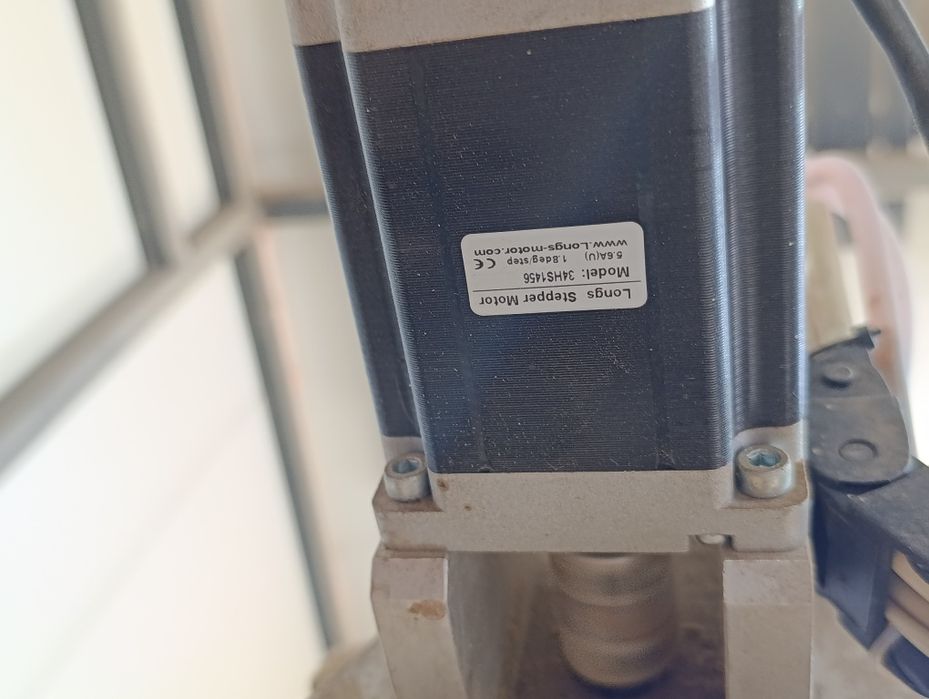 Longs Stepper Motor
Model: 34HS1456
5.6A(U) 1.8deg/step CE
www.Longs-motor.com